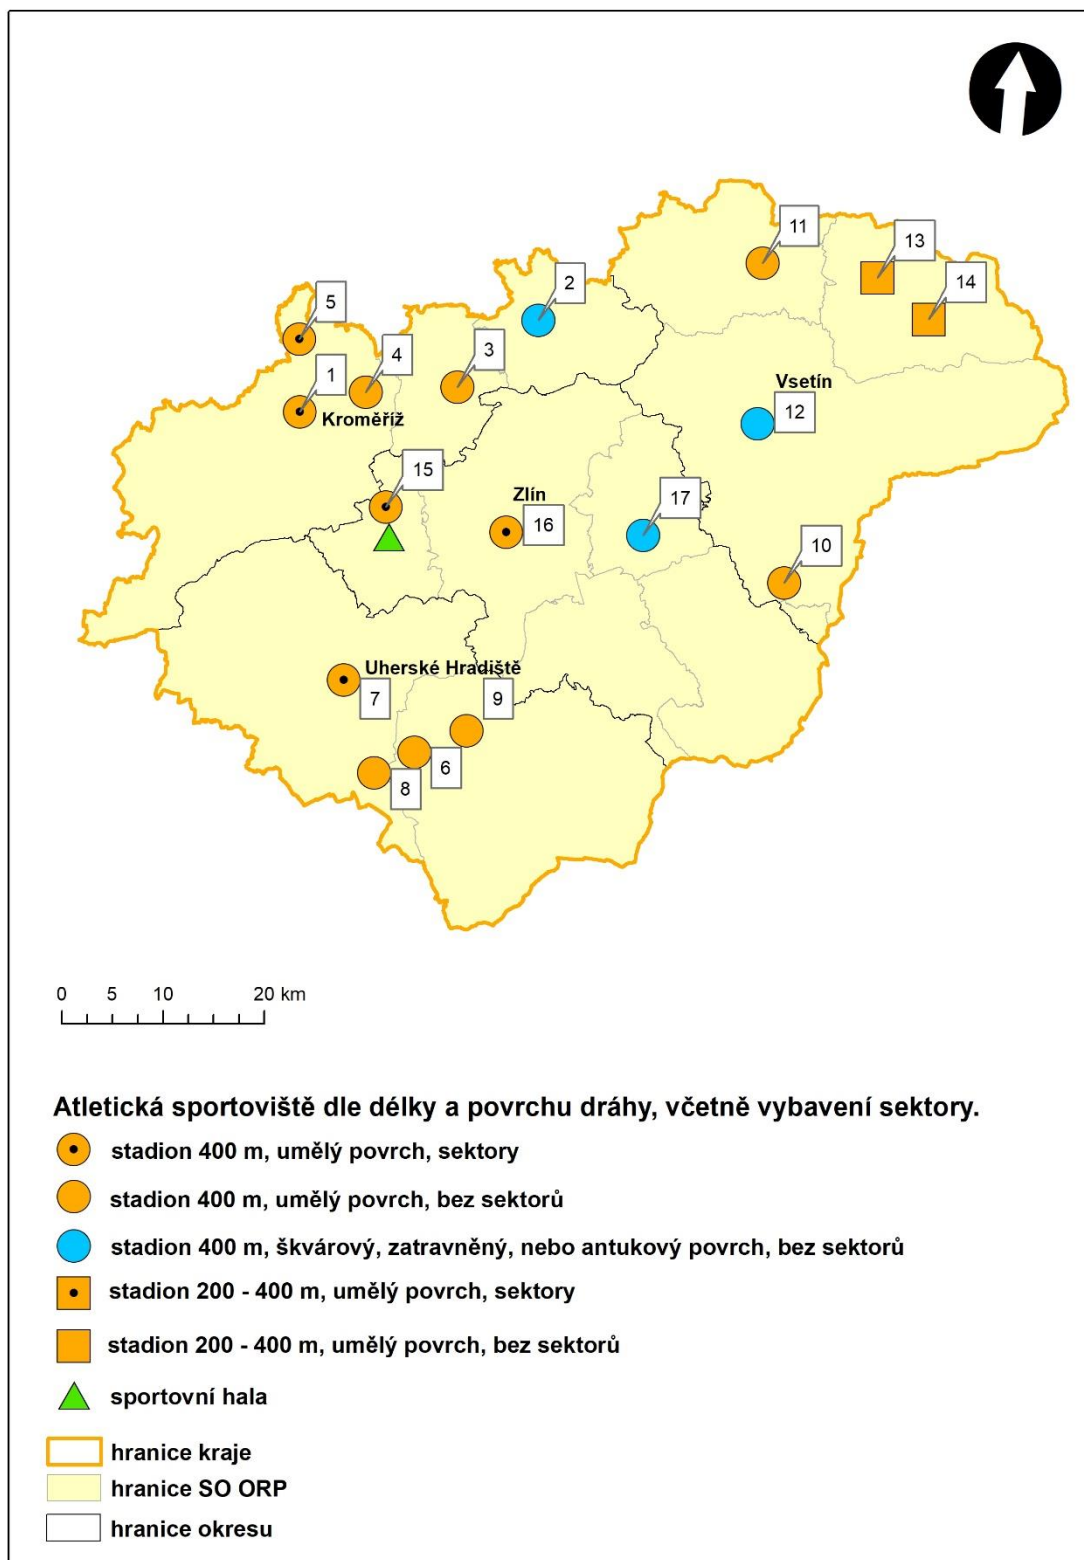 11
13
2
14
5
3
4
1
Vsetín
12
Kroměříž
15
17
Zlín
16
10
Uherské Hradiště
7
9
6
8
0 5 10 20 km
Atletická sportoviště dle délky a povrchu dráhy, včetně vybavení sektory.
stadion 400 m, umělý povrch, sektory
stadion 400 m, umělý povrch, bez sektorů
stadion 400 m, škvárový, zatravněný, nebo antukový povrch, bez sektorů
stadion 200 - 400 m, umělý povrch, sektory
stadion 200 - 400 m, umělý povrch, bez sektorů
sportovní hala
hranice kraje
hranice SO ORP
hranice okresu